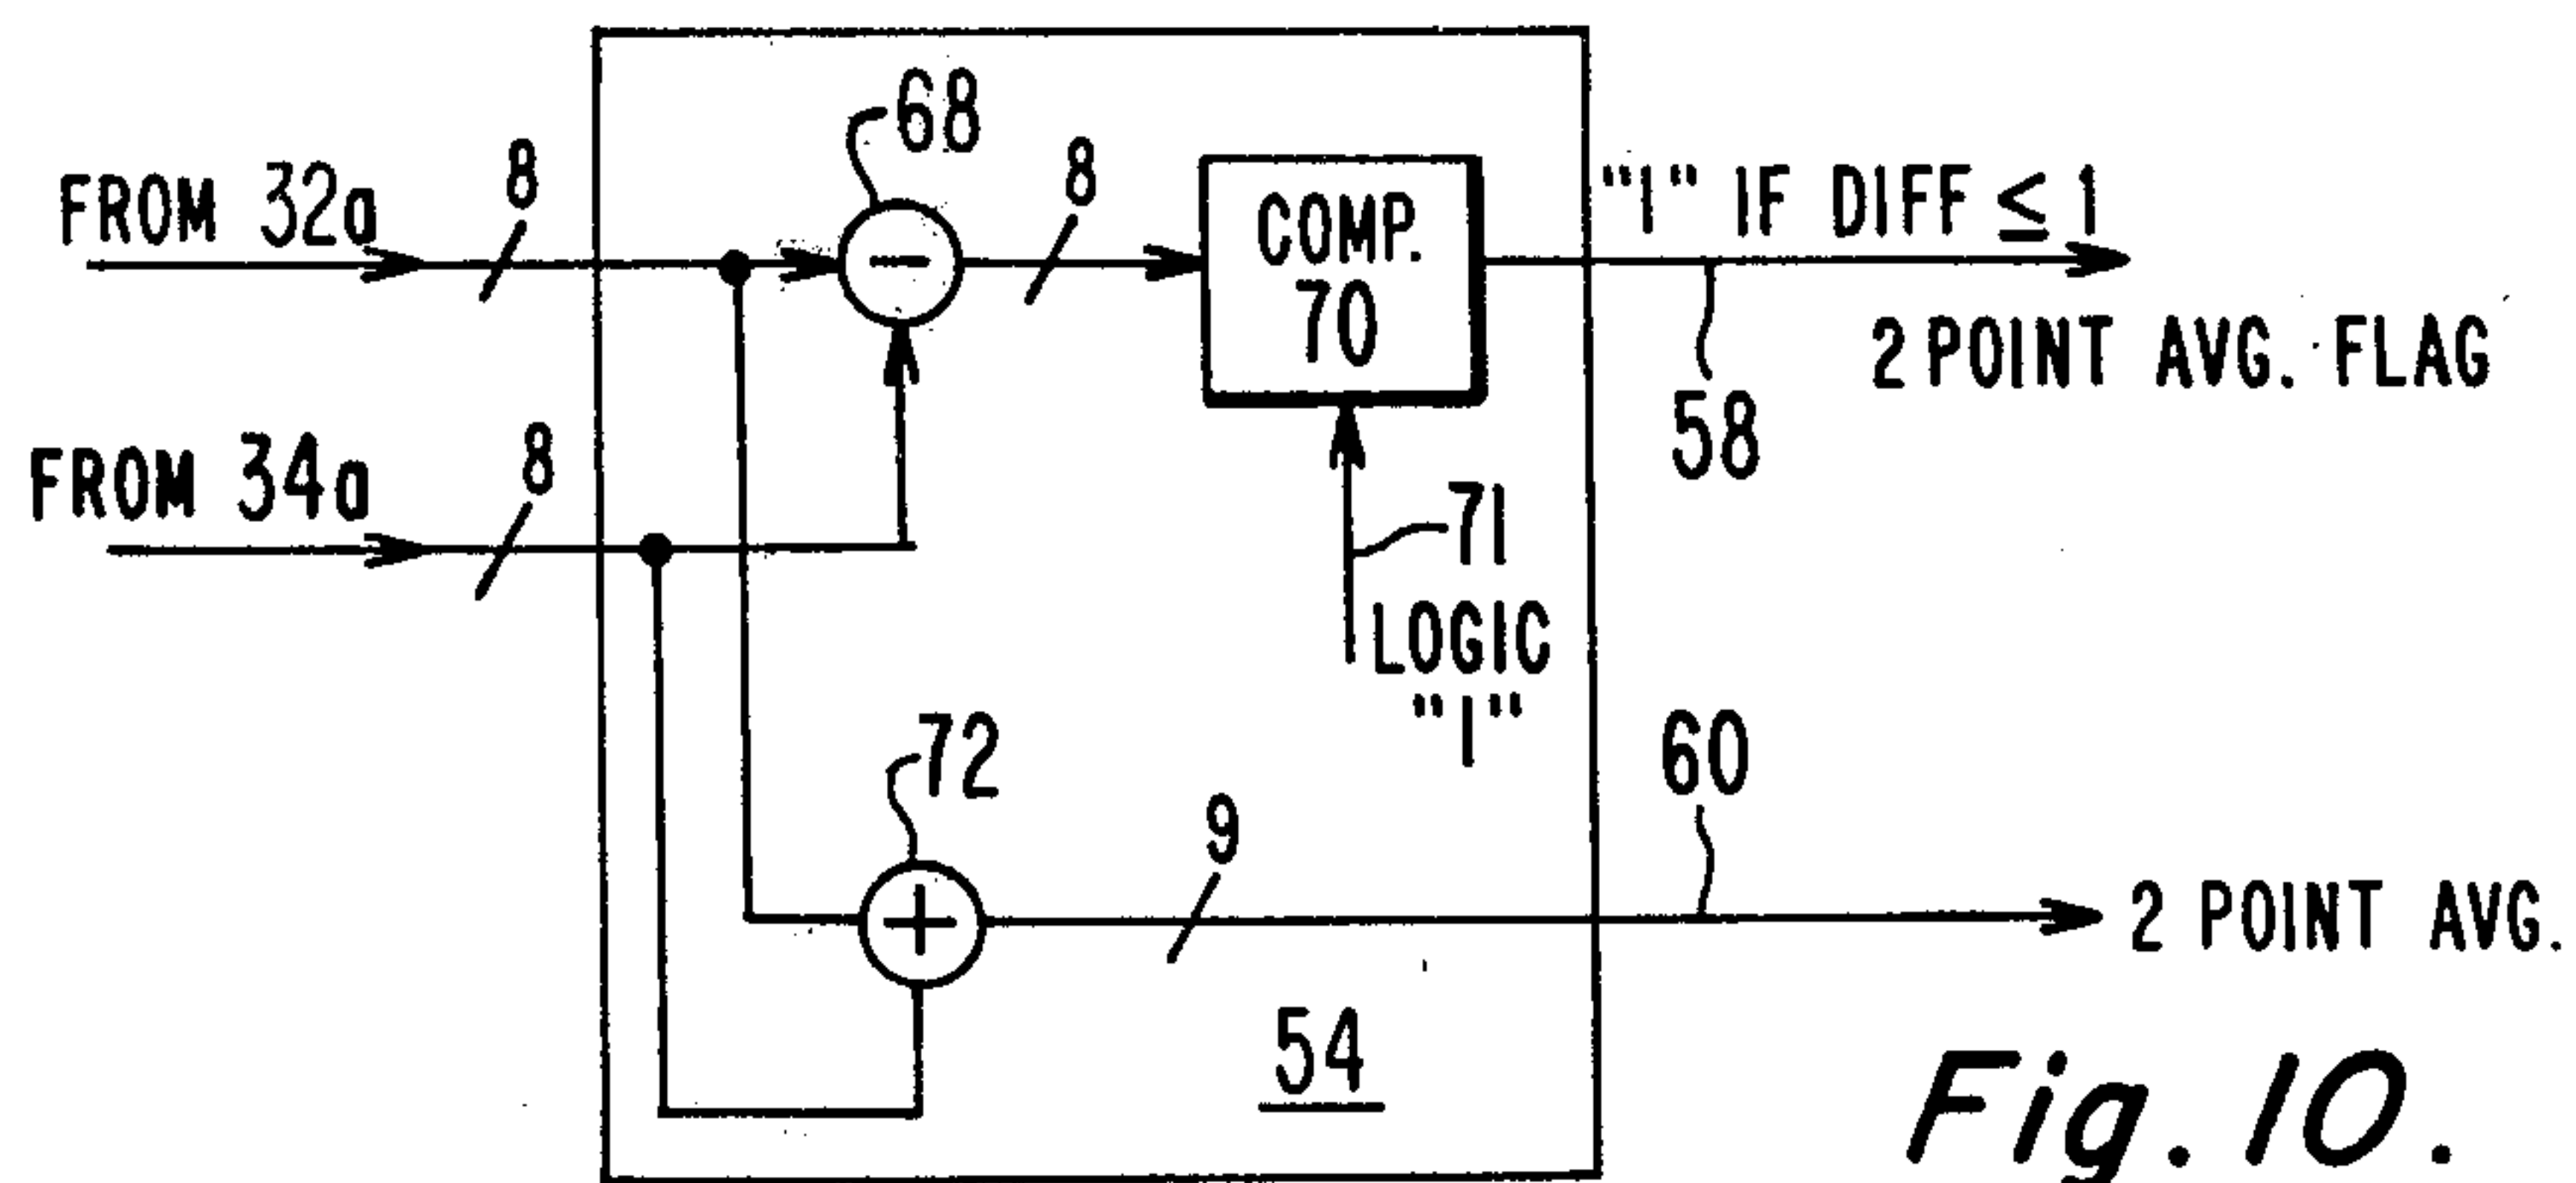 68
FROM 32a
8
8
COMP.
70
"1" IF DIFF ≤ 1
2 POINT AVG. FLAG
58
FROM 34a
8
71
LOGIC
"1"
72
9
60
2 POINT AVG.
54
Fig. 10.